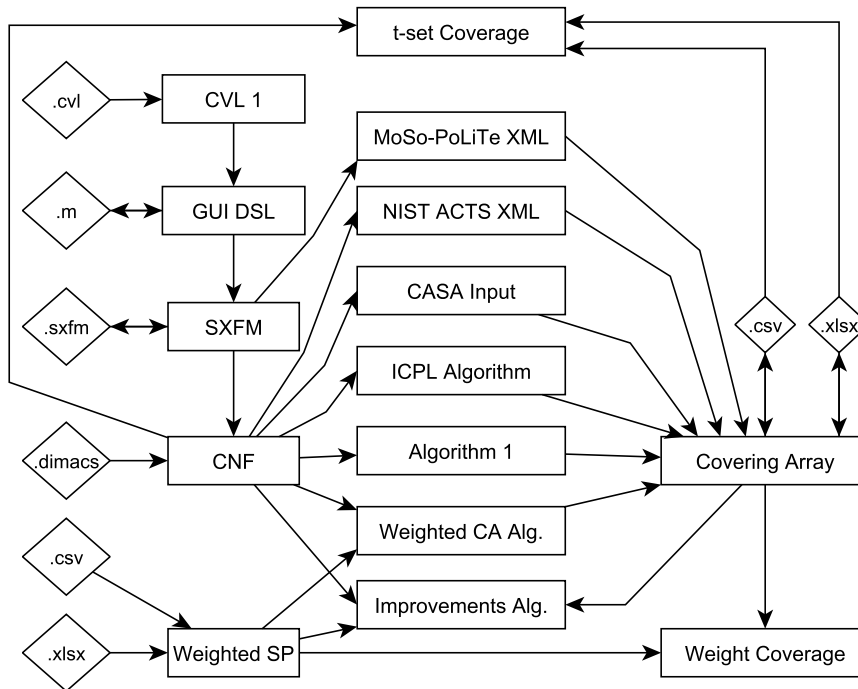 t-set Coverage
.cvl
CVL 1
MoSo-PoLiTe XML
.m
GUI DSL
NIST ACTS XML
CASA Input
.sxfm
SXFM
.csv
.xlsx
ICPL Algorithm
.dimacs
CNF
Algorithm 1
Covering Array
Weighted CA Alg.
.csv
Improvements Alg.
.xlsx
Weighted SP
Weight Coverage